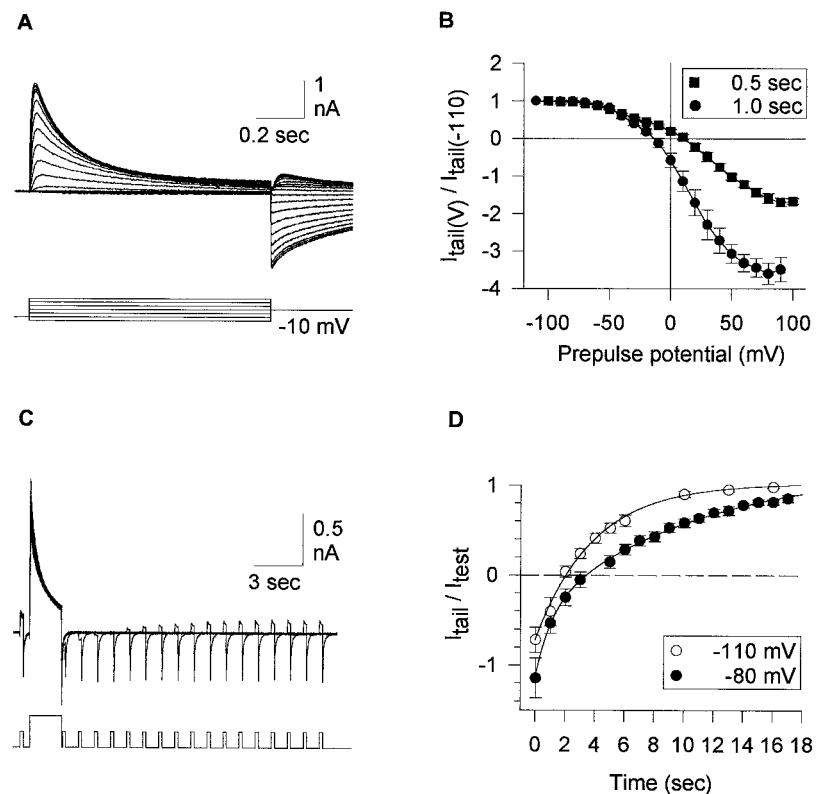 A
1
nA
0.2 sec
-10 mV
B
2
1
0
-1
-2
-3
-4
Itail(V) / Itail(-110)
0.5 sec
1.0 sec
-100 -50 0 50 100
Prepulse potential (mV)
C
0.5
nA
3 sec
D
1
0
-1
Itail / Itest
-110 mV
-80 mV
0 2 4 6 8 10 12 14 16 18
Time (sec)